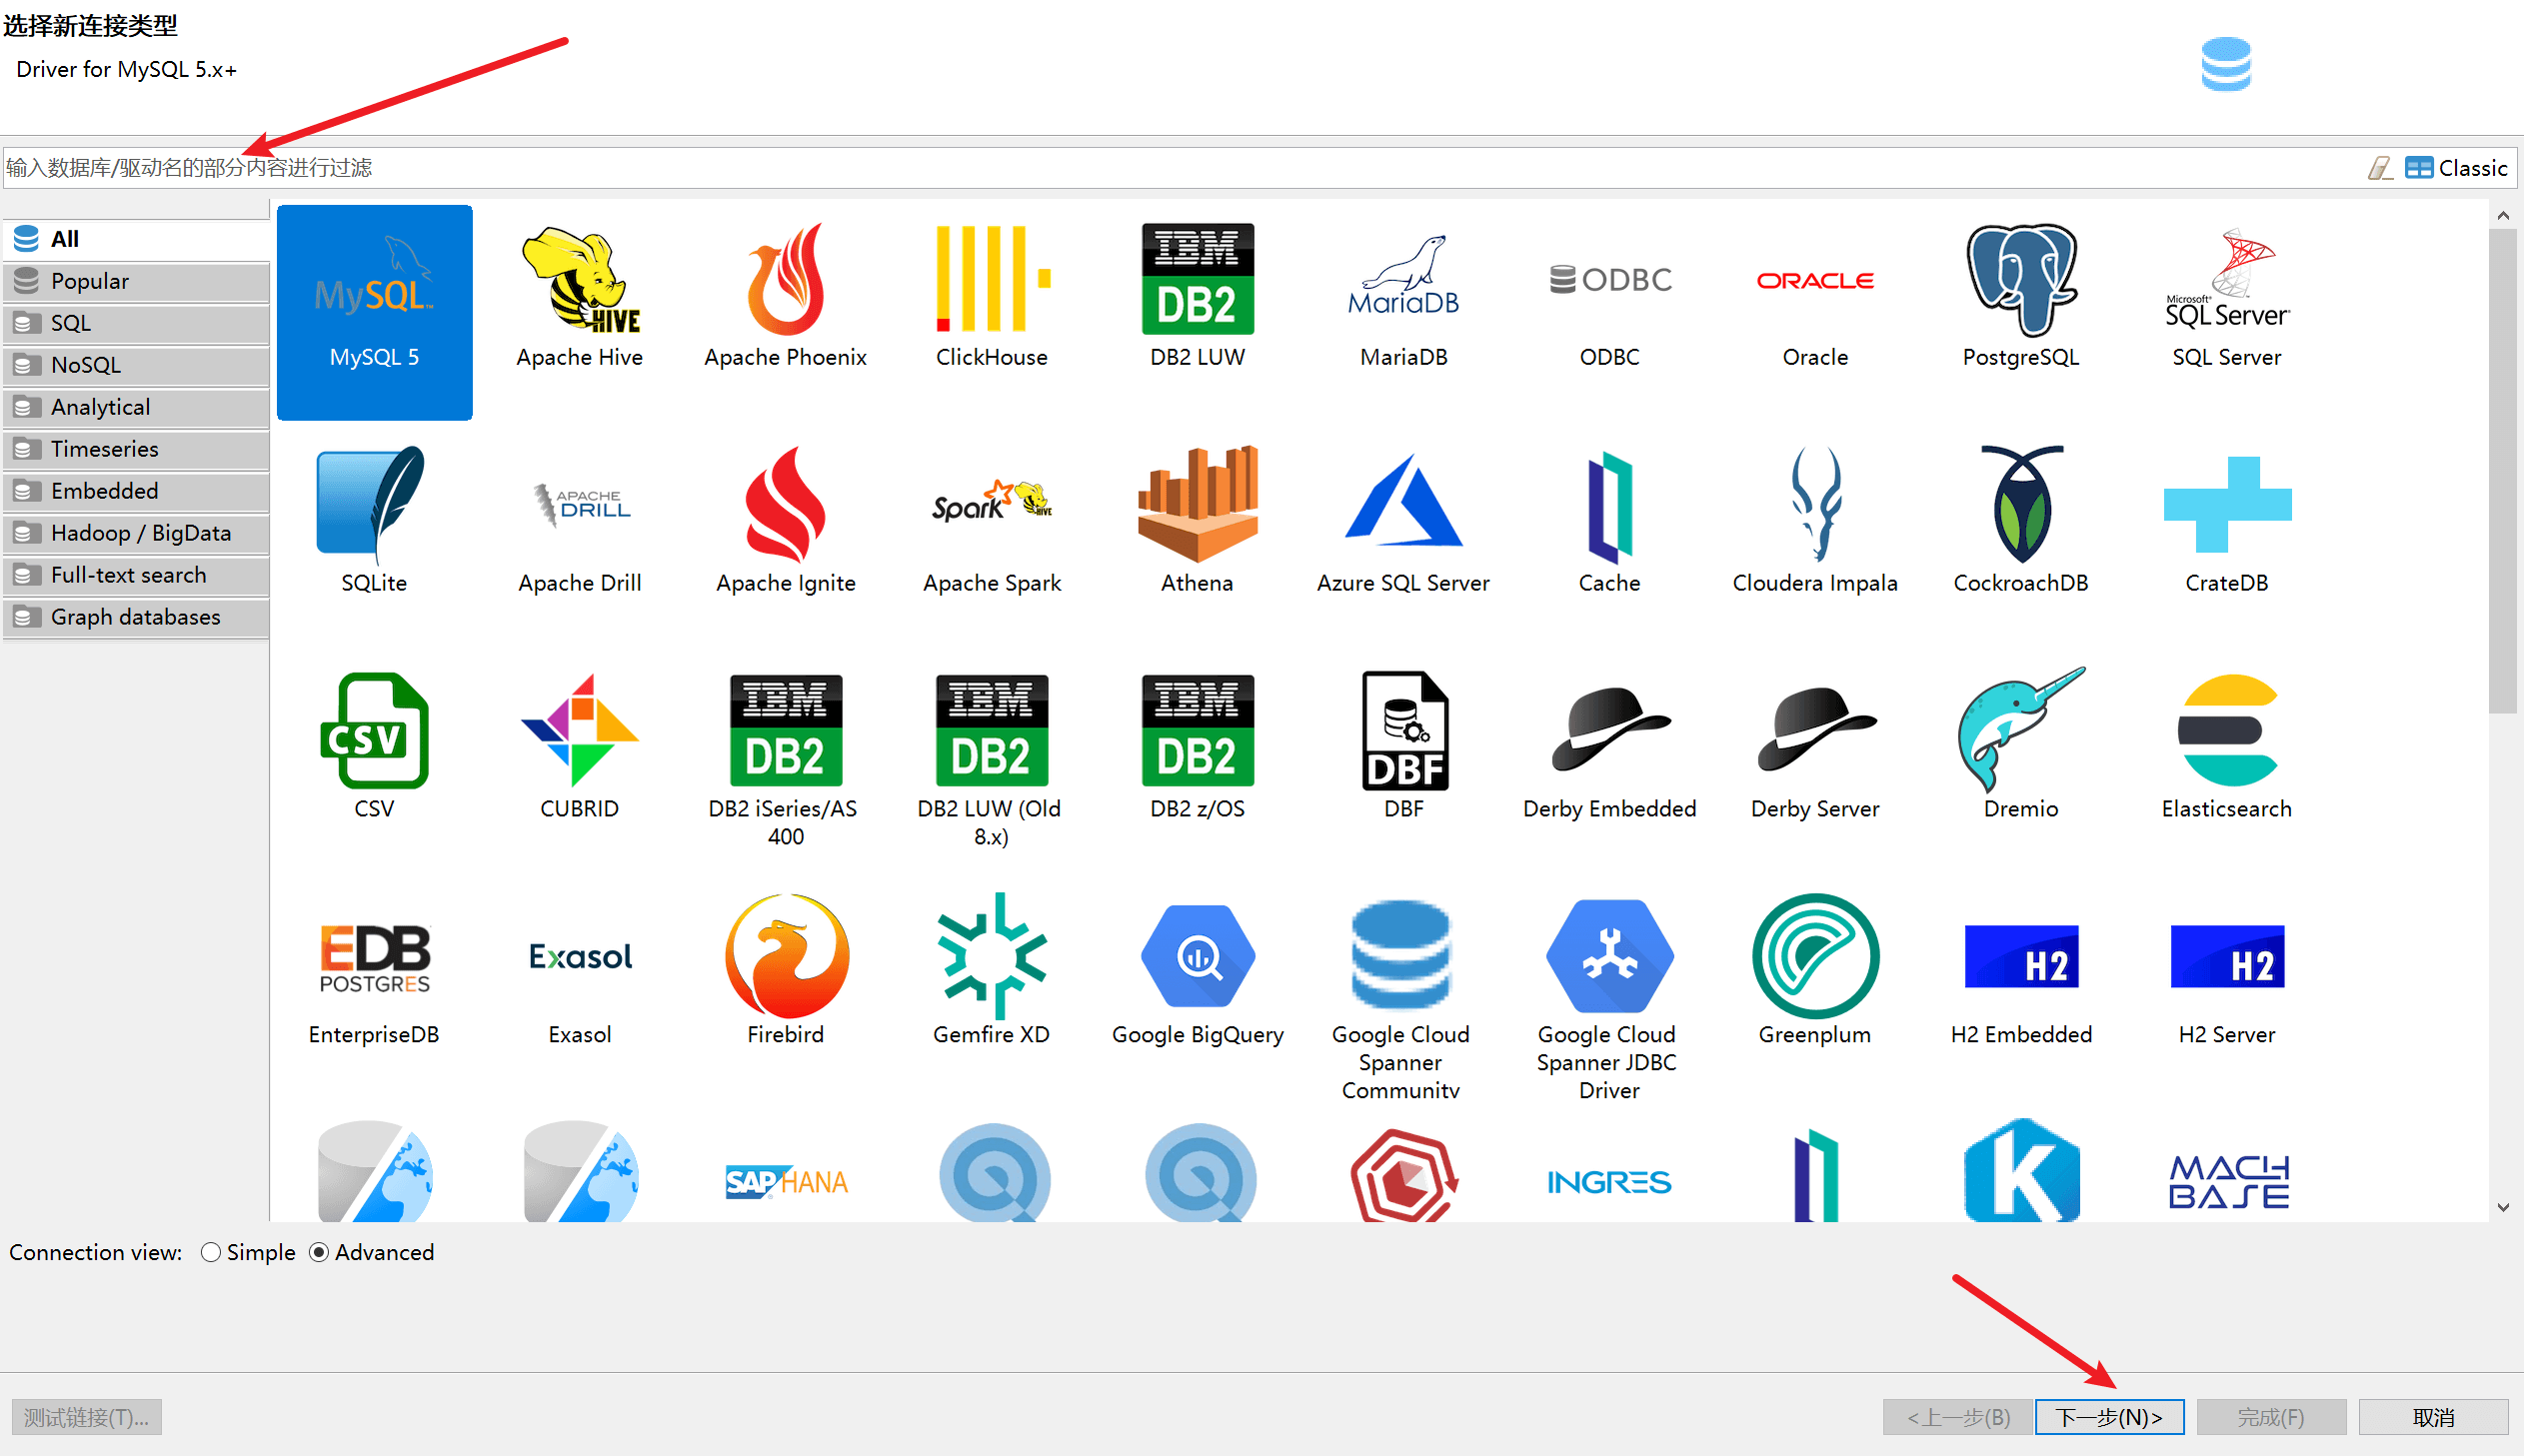 选择新连接类型
Driver for MySQL 5.x+
输入数据库/驱动名的部分内容进行过滤
Classic
All
Popular
SQL
NoSQL
Analytical
Timeseries
Embedded
Hadoop / BigData
Full-text search
Graph databases
MySQL™
HIVE
IBM
DB2
MariaDB
ODBC
ORACLE
Microsoft®
SQL Server®
MySQL 5
Apache Hive
Apache Phoenix
ClickHouse
DB2 LUW
MariaDB
ODBC
Oracle
PostgreSQL
SQL Server
APACHE
DRILL
Spark
HIVE
SQLite
Apache Drill
Apache Ignite
Apache Spark
Athena
Azure SQL Server
Cache
Cloudera Impala
CockroachDB
CrateDB
CSV
IBM
DB2
IBM
DB2
IBM
DB2
DBF
CSV
CUBRID
DB2 iSeries/AS
400
DB2 LUW (Old
8.x)
DB2 z/OS
DBF
Derby Embedded
Derby Server
Dremio
Elasticsearch
EDB
POSTGRES
Exasol
H2
H2
EnterpriseDB
Exasol
Firebird
Gemfire XD
Google BigQuery
Google Cloud
Spanner
Community
Google Cloud
Spanner JDBC
Driver
Greenplum
H2 Embedded
H2 Server
SAP HANA
INGRES
K
MACH
BASE
Connection view:
Simple
Advanced
测试链接(T)...
<上一步(B)
下一步(N)>
完成(F)
取消